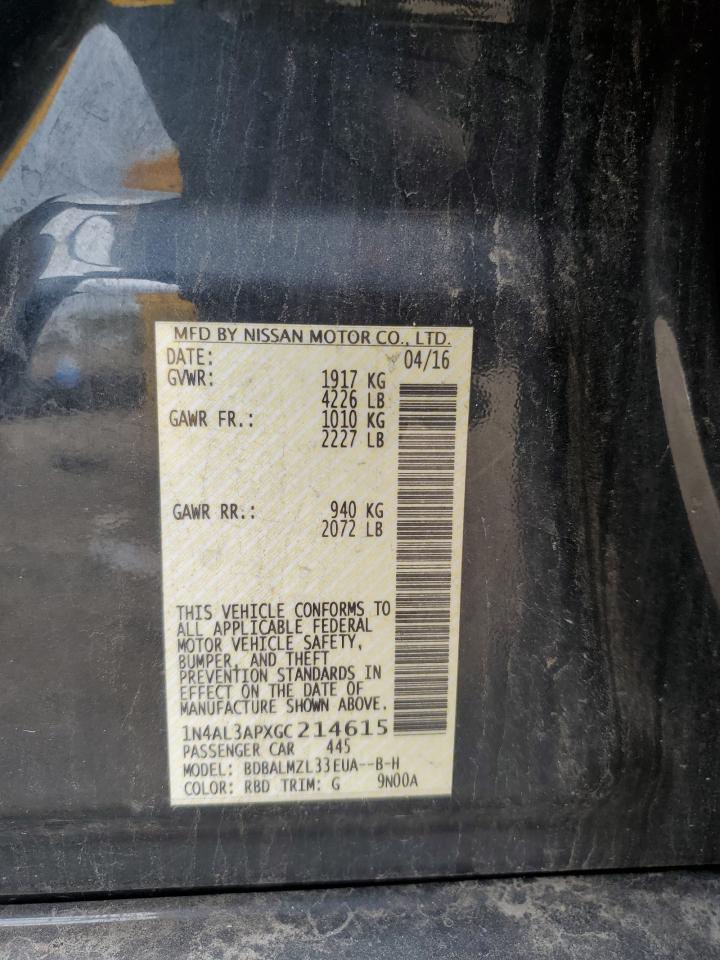 MFD BY NISSAN MOTOR CO., LTD.
DATE: 04/16
GVWR: 1917 KG
4226 LB
GAWR FR.: 1010 KG
2227 LB
GAWR RR.: 940 KG
2072 LB
THIS VEHICLE CONFORMS TO
ALL APPLICABLE FEDERAL
MOTOR VEHICLE SAFETY,
BUMPER, AND THEFT
PREVENTION STANDARDS IN
EFFECT ON THE DATE OF
MANUFACTURE SHOWN ABOVE.
1N4AL3APXGC214615
PASSENGER CAR 445
MODEL: BDBALMZL33EUA--B-H
COLOR: RBD TRIM: G 9N00A